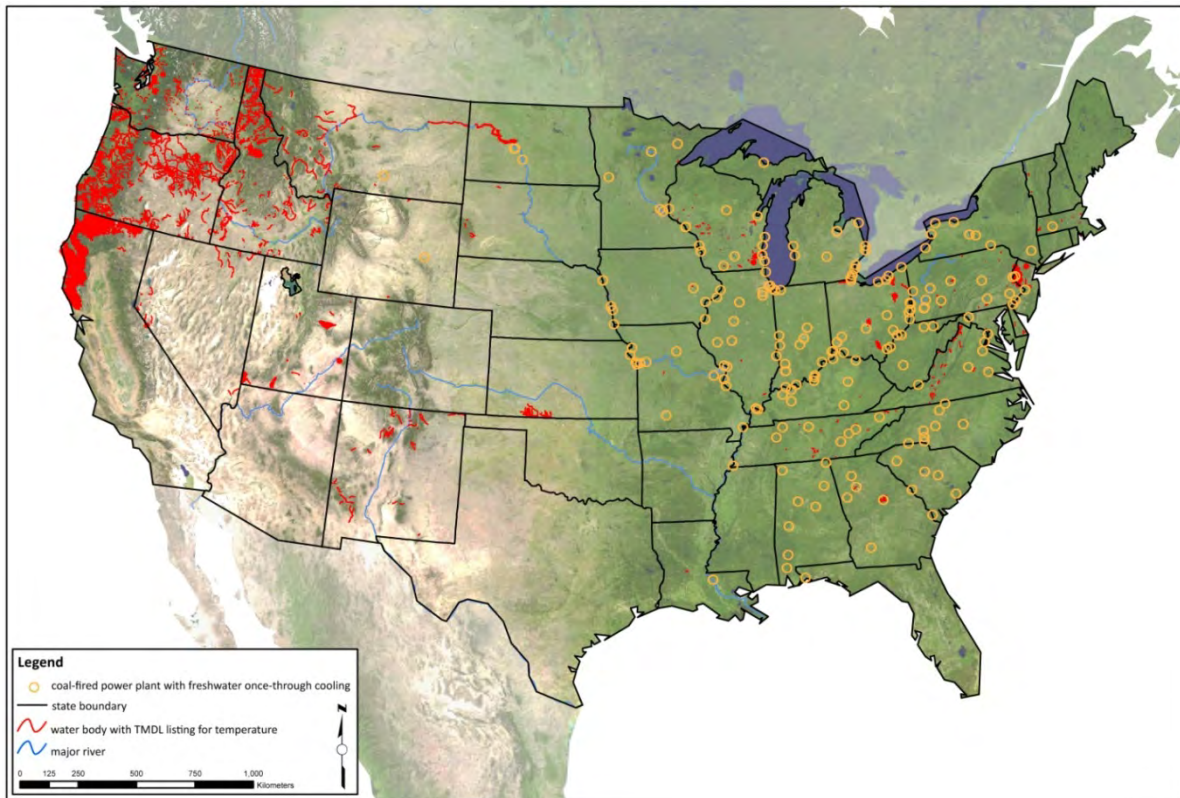 Legend
coal-fired power plant with freshwater once-through cooling
state boundary
water body with TMDL listing for temperature
major river
N
0 125 250 500 750 1,000
Kilometers